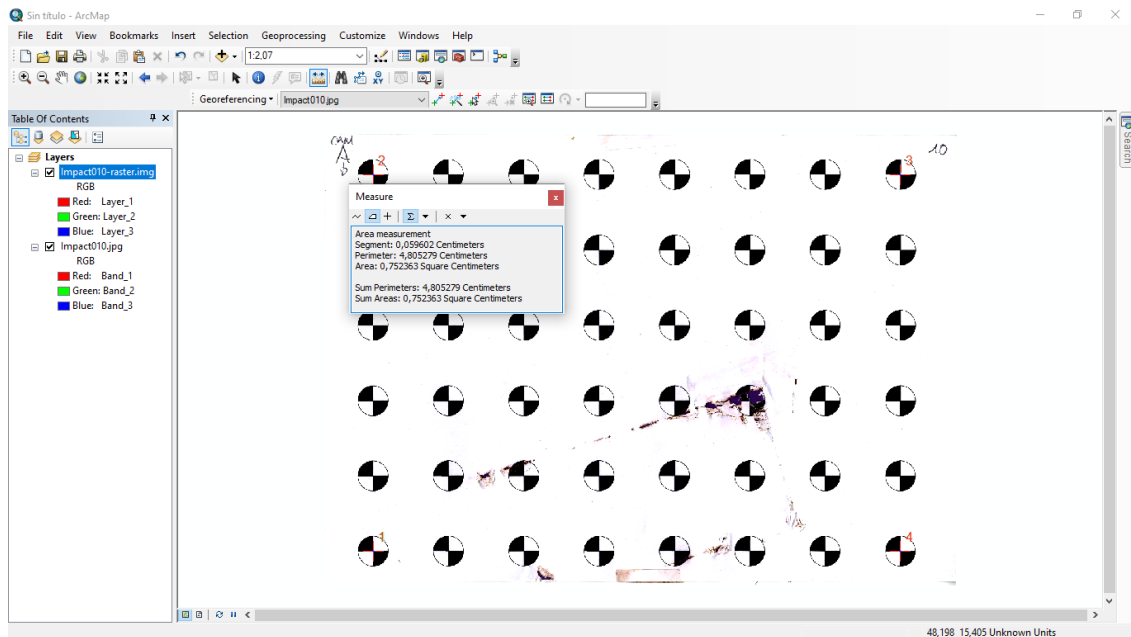 Sin título - ArcMap
File Edit View Bookmarks Insert Selection Geoprocessing Customize Windows Help
1:2,07
Georeferencing Impact010.jpg
Table Of Contents
Layers
Impact010-raster.img
RGB
Red: Layer_1
Green: Layer_2
Blue: Layer_3
Impact010.jpg
RGB
Red: Band_1
Green: Band_2
Blue: Band_3
A
2
3
10
Measure
Area measurement
Segment: 0,059602 Centimeters
Perimeter: 4,805279 Centimeters
Area: 0,752363 Square Centimeters
Sum Perimeters: 4,805279 Centimeters
Sum Areas: 0,752363 Square Centimeters
1
4
Search
48,198 15,405 Unknown Units